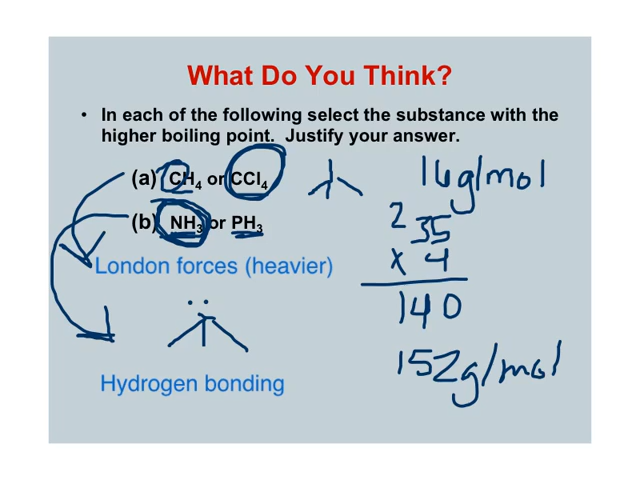 What Do You Think?
• In each of the following select the substance with the
higher boiling point. Justify your answer.
(a) CH4 or CCl4
16g/mol
(b) NH3 or PH3
2
35
x 4
London forces (heavier)
140
152g/mol
Hydrogen bonding